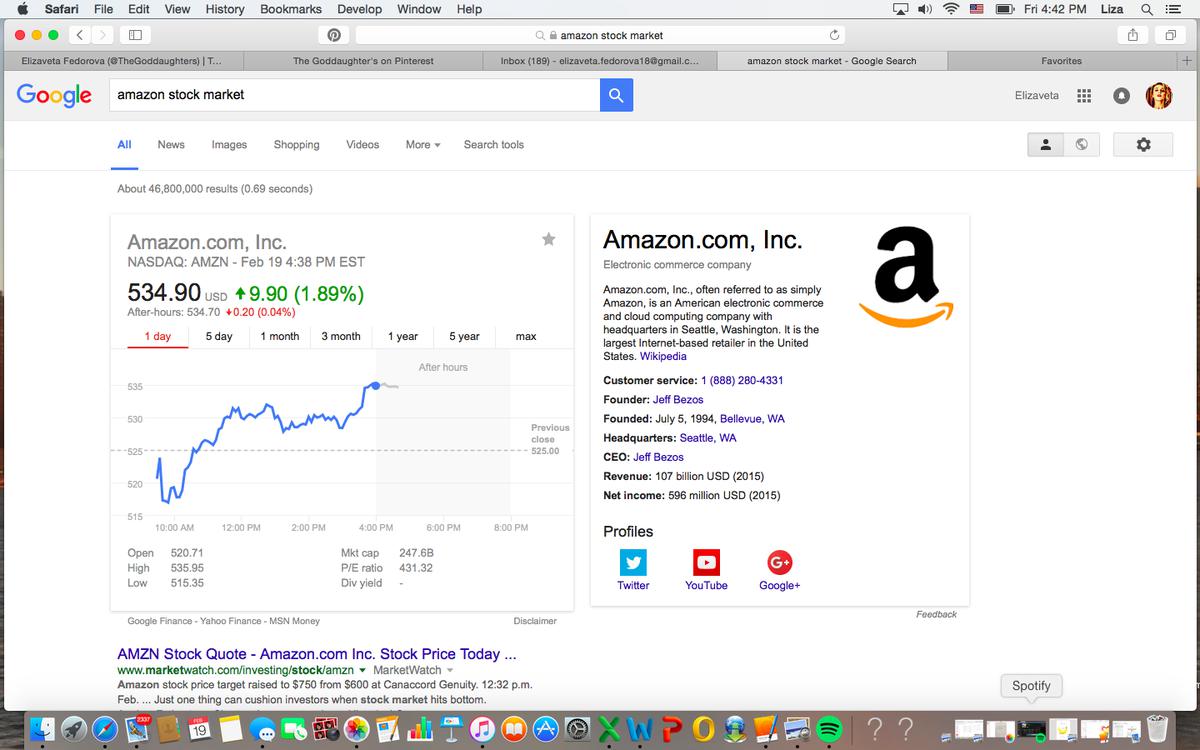 Safari File Edit View History Bookmarks Develop Window Help Fri 4:42 PM Liza
amazon stock market
Elizaveta Fedorova (@TheGoddaughters) | T... The Goddaughter's on Pinterest Inbox (189) - elizaveta.fedorova18@gmail.c... amazon stock market - Google Search Favorites
Google amazon stock market Elizaveta
All News Images Shopping Videos More Search tools
About 46,800,000 results (0.69 seconds)
Amazon.com, Inc.
NASDAQ: AMZN - Feb 19 4:38 PM EST
534.90 USD 9.90 (1.89%)
After-hours: 534.70 0.20 (0.04%)
1 day 5 day 1 month 3 month 1 year 5 year max
After hours
535
530
Previous
close
525.00
525
520
515
10:00 AM 12:00 PM 2:00 PM 4:00 PM 6:00 PM 8:00 PM
Open 520.71 Mkt cap 247.6B
High 535.95 P/E ratio 431.32
Low 515.35 Div yield -
Google Finance - Yahoo Finance - MSN Money Disclaimer
Amazon.com, Inc.
Electronic commerce company
a
Amazon.com, Inc., often referred to as simply
Amazon, is an American electronic commerce
and cloud computing company with
headquarters in Seattle, Washington. It is the
largest Internet-based retailer in the United
States. Wikipedia
Customer service: 1 (888) 280-4331
Founder: Jeff Bezos
Founded: July 5, 1994, Bellevue, WA
Headquarters: Seattle, WA
CEO: Jeff Bezos
Revenue: 107 billion USD (2015)
Net income: 596 million USD (2015)
Profiles
G+
Twitter YouTube Google+
Feedback
AMZN Stock Quote - Amazon.com Inc. Stock Price Today ...
www.marketwatch.com/investing/stock/amzn MarketWatch
Amazon stock price target raised to $750 from $600 at Canaccord Genuity. 12:32 p.m.
Feb. ... Just one thing can cushion investors when stock market hits bottom.
Spotify
2337
FEB
19
X W P O ? ?